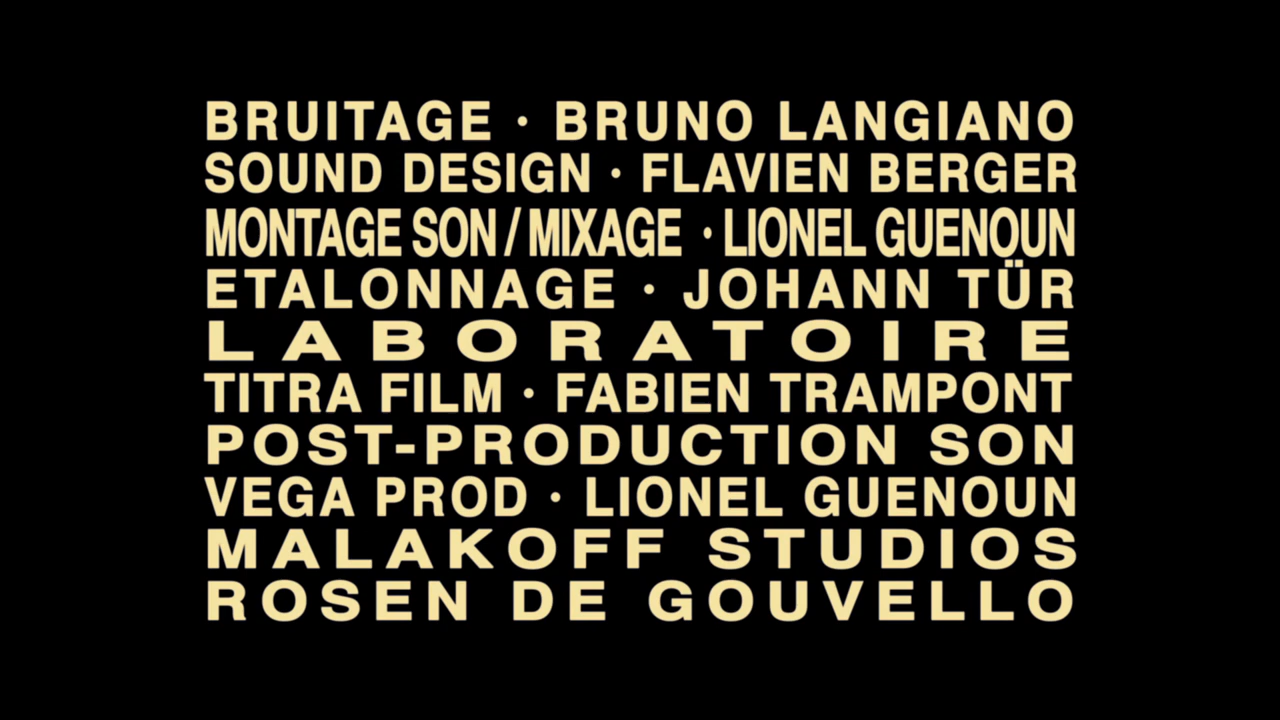 BRUITAGE · BRUNO LANGIANO
SOUND DESIGN · FLAVIEN BERGER
MONTAGE SON / MIXAGE · LIONEL GUENOUN
ETALONNAGE · JOHANN TÜR
LABORATOIRE
TITRA FILM · FABIEN TRAMPONT
POST-PRODUCTION SON
VEGA PROD · LIONEL GUENOUN
MALAKOFF STUDIOS
ROSEN DE GOUVELLO